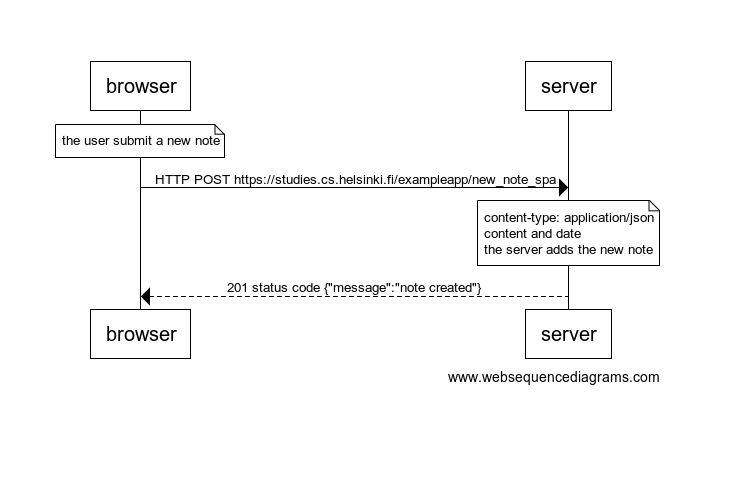 browser
server
the user submit a new note
HTTP POST https://studies.cs.helsinki.fi/exampleapp/new_note_spa
content-type: application/json
content and date
the server adds the new note
201 status code {"message":"note created"}
browser
server
www.websequencediagrams.com